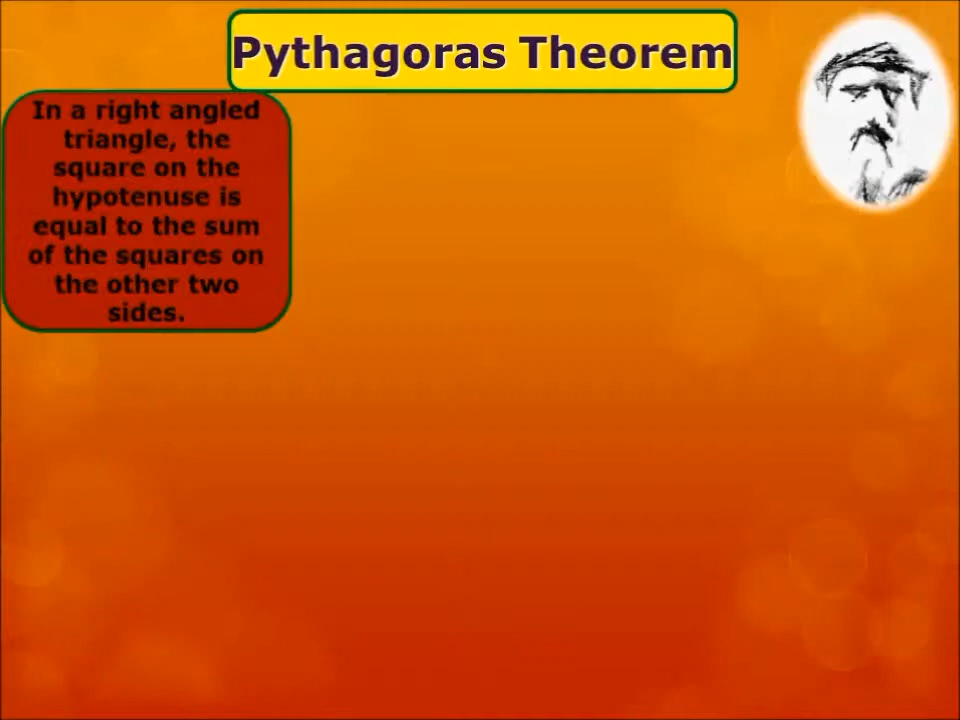 Pythagoras Theorem
In a right angled
triangle, the
square on the
hypotenuse is
equal to the sum
of the squares on
the other two
sides.